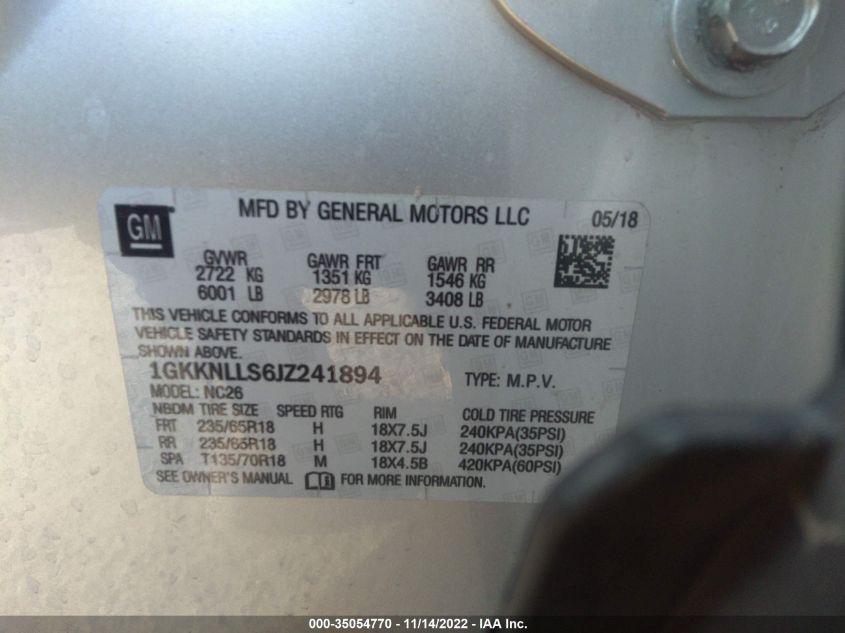 GM
MFD BY GENERAL MOTORS LLC 05/18
GVWR GAWR FRT GAWR RR
2722 KG 1351 KG 1546 KG
6001 LB 2978 LB 3408 LB
THIS VEHICLE CONFORMS TO ALL APPLICABLE U.S. FEDERAL MOTOR
VEHICLE SAFETY STANDARDS IN EFFECT ON THE DATE OF MANUFACTURE
SHOWN ABOVE.
1GKKNLLS6JZ241894 TYPE: M.P.V.
MODEL: NC26
NBDM TIRE SIZE SPEED RTG RIM COLD TIRE PRESSURE
FRT 235/65R18 H 18X7.5J 240KPA(35PSI)
RR 235/65R18 H 18X7.5J 240KPA(35PSI)
SPA T135/70R18 M 18X4.5B 420KPA(60PSI)
SEE OWNER'S MANUAL FOR MORE INFORMATION.
000-35054770 - 11/14/2022 - IAA Inc.